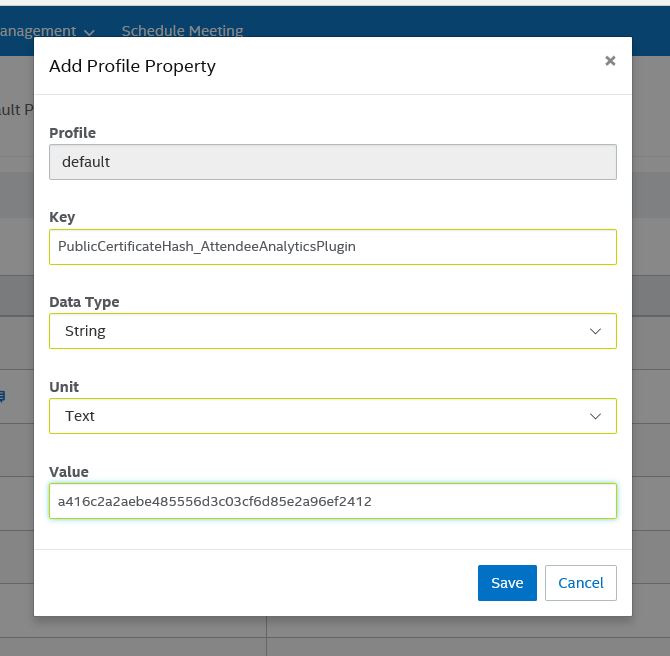 anagement
Schedule Meeting
Add Profile Property
×
ault P
Profile
default
Key
PublicCertificateHash_AttendeeAnalyticsPlugin
Data Type
String
Unit
Text
Value
a416c2a2aebe485556d3c03cf6d85e2a96ef2412
Save
Cancel